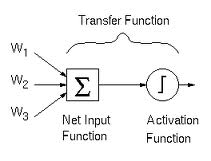 Transfer Function
W1
W2
W3
Σ
Net Input
Function
Activation
Function